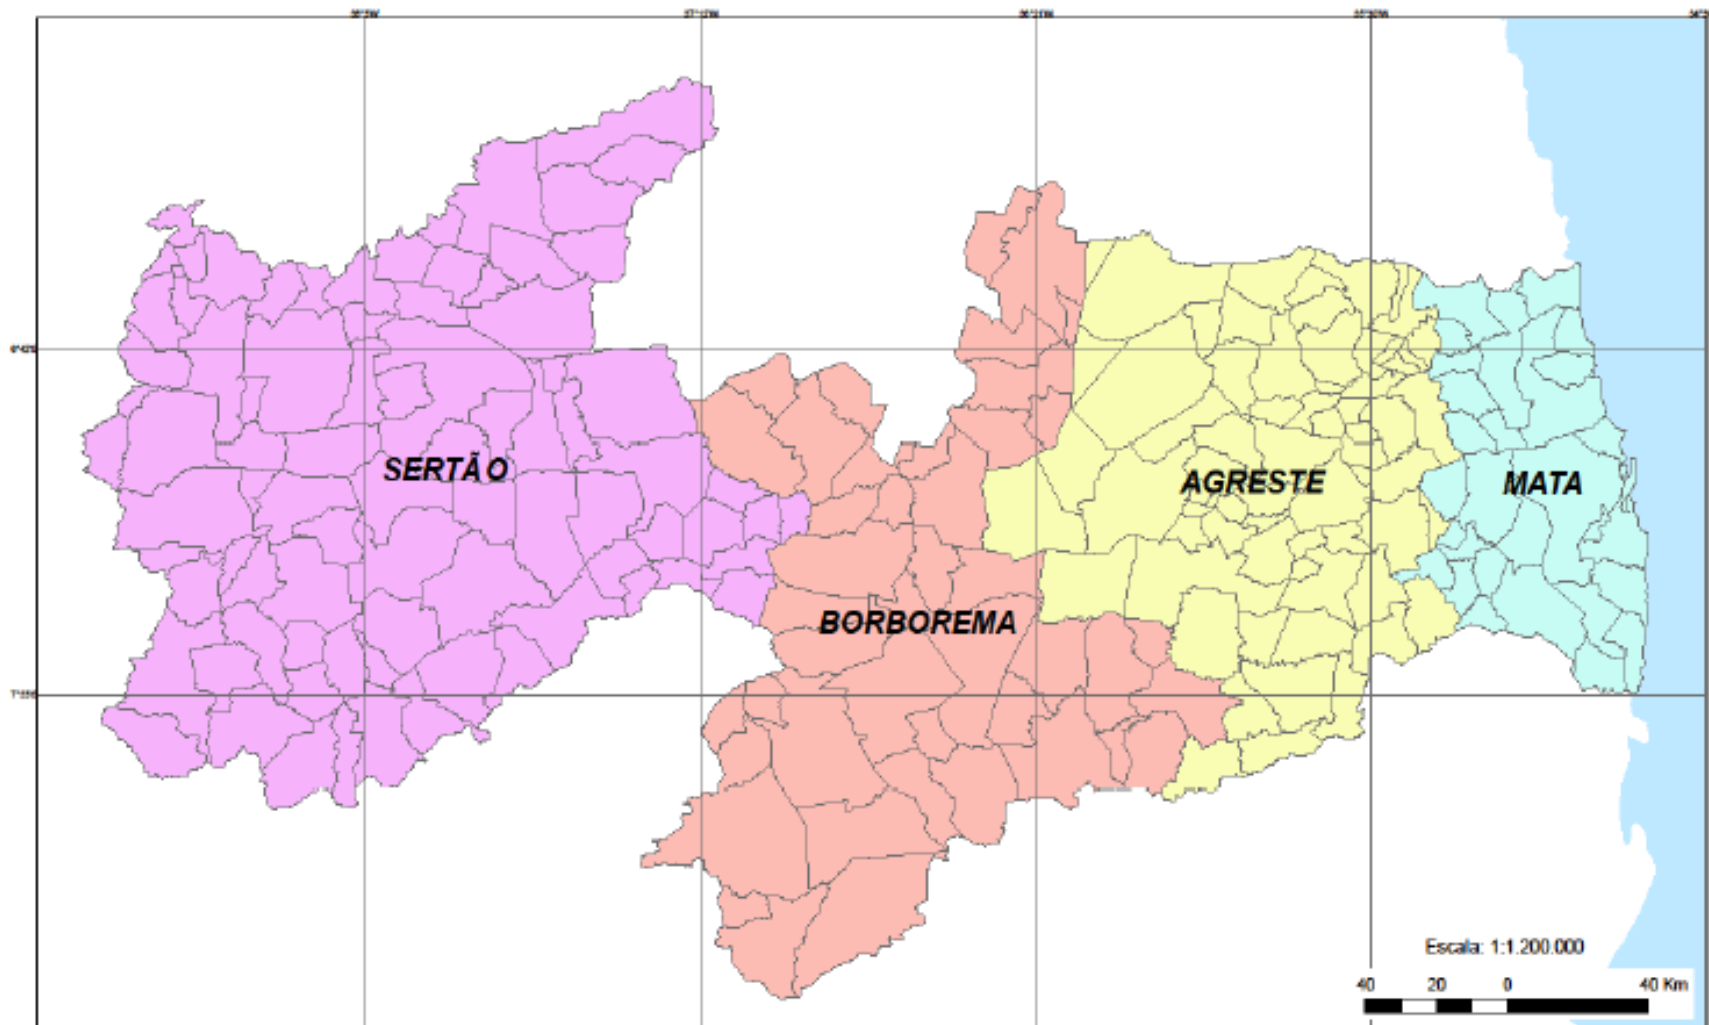 SERTÃO
AGRESTE
MATA
BORBOREMA
Escala: 1:1.200.000
40 20 0 40 Km